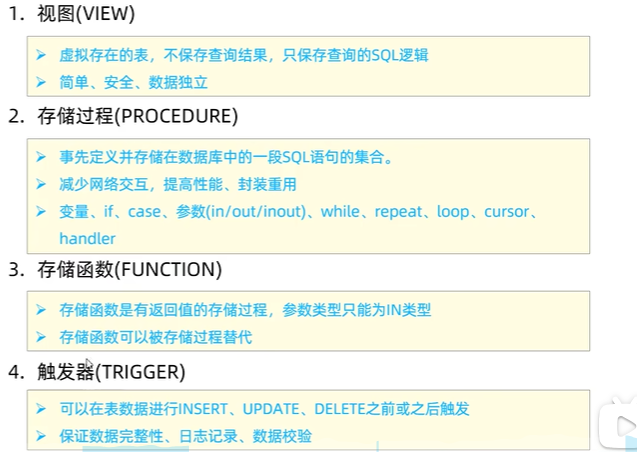 1. 视图(VIEW)
➢ 虚拟存在的表，不保存查询结果，只保存查询的SQL逻辑
➢ 简单、安全、数据独立
2. 存储过程(PROCEDURE)
➢ 事先定义并存储在数据库中的一段SQL语句的集合。
➢ 减少网络交互，提高性能、封装重用
➢ 变量、if、case、参数(in/out/inout)、while、repeat、loop、cursor、
handler
3. 存储函数(FUNCTION)
➢ 存储函数是有返回值的存储过程，参数类型只能为IN类型
➢ 存储函数可以被存储过程替代
4. 触发器(TRIGGER)
➢ 可以在表数据进行INSERT、UPDATE、DELETE之前或之后触发
➢ 保证数据完整性、日志记录、数据校验